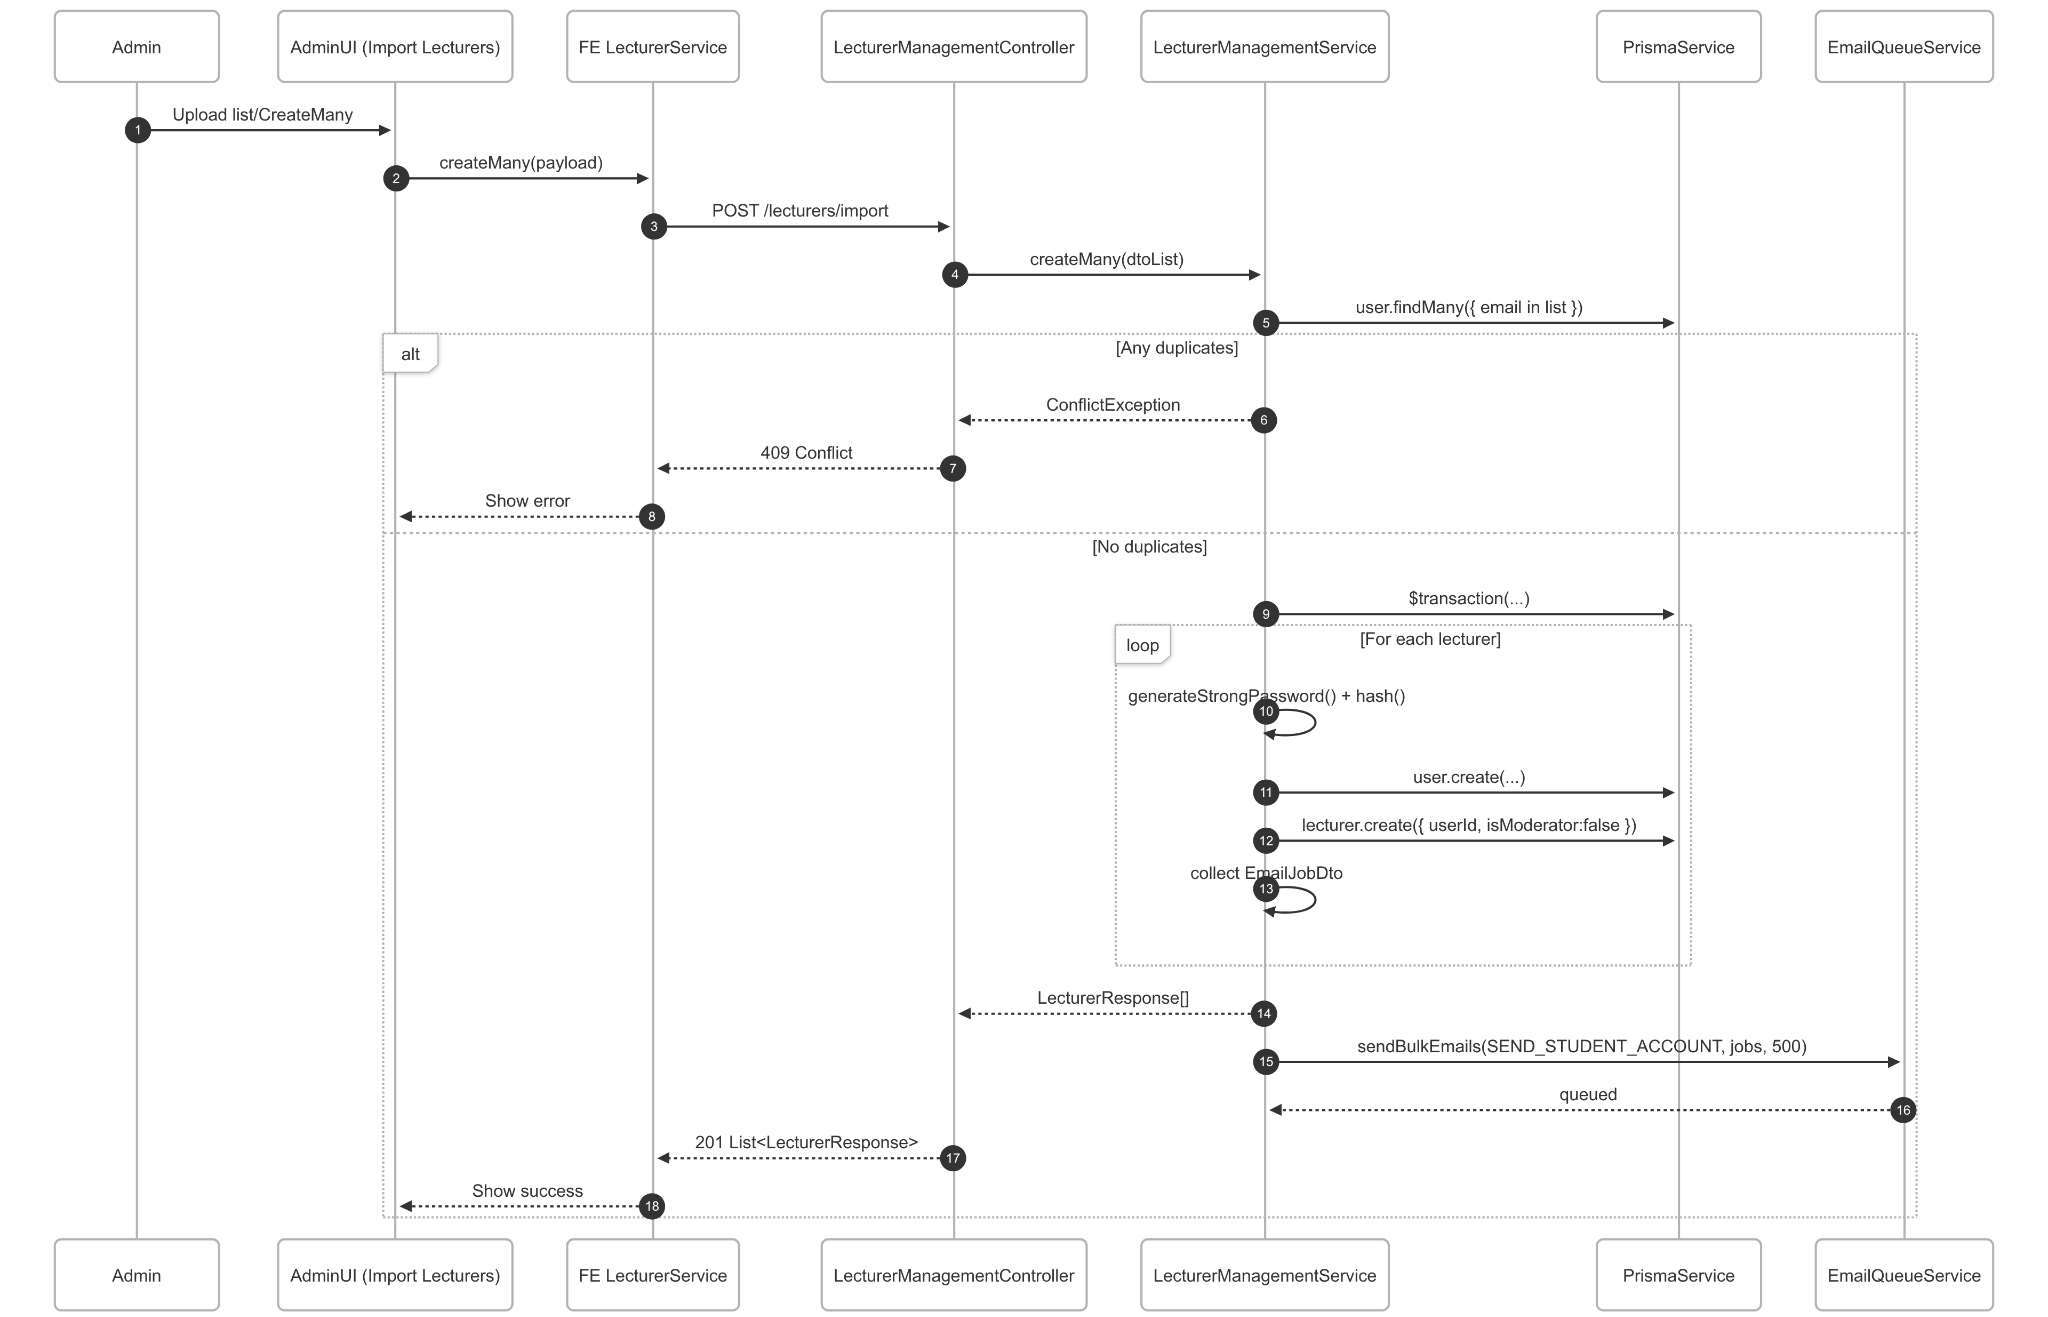 Admin
AdminUI (Import Lecturers)
FE LecturerService
LecturerManagementController
LecturerManagementService
PrismaService
EmailQueueService
Upload list/CreateMany
1
createMany(payload)
2
POST /lecturers/import
3
createMany(dtoList)
4
user.findMany({ email in list })
5
alt
[Any duplicates]
ConflictException
6
409 Conflict
7
Show error
8
[No duplicates]
$transaction(...)
9
loop
[For each lecturer]
generateStrongPassword() + hash()
10
user.create(...)
11
lecturer.create({ userId, isModerator:false })
12
collect EmailJobDto
13
LecturerResponse[]
14
sendBulkEmails(SEND_STUDENT_ACCOUNT, jobs, 500)
15
queued
16
201 List<LecturerResponse>
17
Show success
18
Admin
AdminUI (Import Lecturers)
FE LecturerService
LecturerManagementController
LecturerManagementService
PrismaService
EmailQueueService